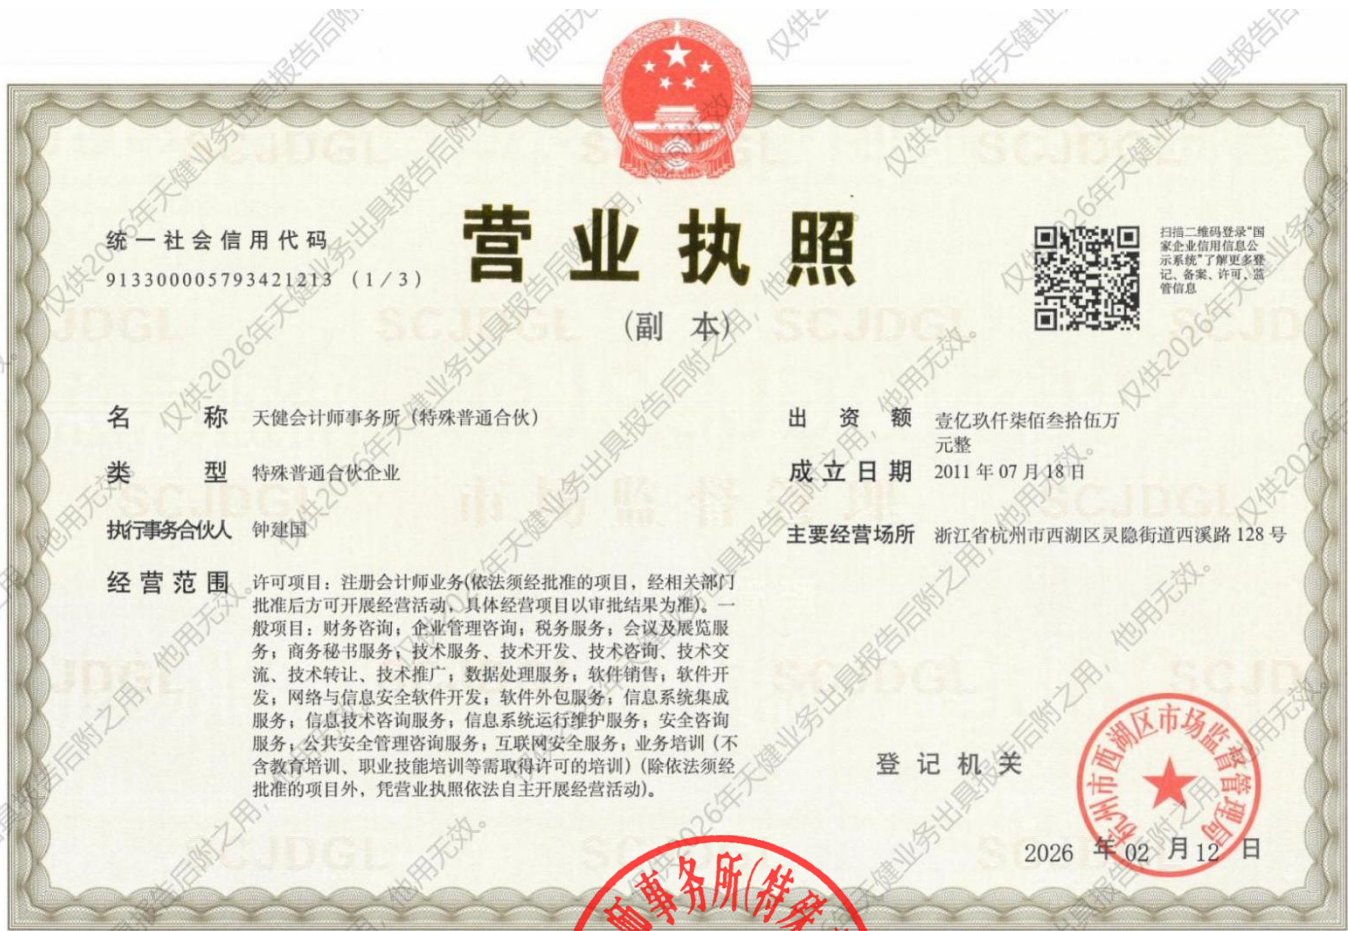 营业执照
(副 本)
统一社会信用代码
913300005793421213 (1/3)
扫描二维码登录“国
家企业信用信息公
示系统”了解更多登
记、备案、许可、监
管信息
名 称 天健会计师事务所（特殊普通合伙）
类 型 特殊普通合伙企业
执行事务合伙人 钟建国
经营范围 许可项目：注册会计师业务(依法须经批准的项目，经相关部门
批准后方可开展经营活动，具体经营项目以审批结果为准)。一
般项目：财务咨询；企业管理咨询；税务服务；会议及展览服
务；商务秘书服务；技术服务、技术开发、技术咨询、技术交
流、技术转让、技术推广；数据处理服务；软件销售；软件开
发；网络与信息安全软件开发；软件外包服务；信息系统集成
服务；信息技术咨询服务；信息系统运行维护服务；安全咨询
服务；公共安全管理咨询服务；互联网安全服务；业务培训（不
含教育培训、职业技能培训等需取得许可的培训）(除依法须经
批准的项目外，凭营业执照依法自主开展经营活动)。
出 资 额 壹亿玖仟柒佰叁拾伍万
元整
成立日期 2011年07月18日
主要经营场所 浙江省杭州市西湖区灵隐街道西溪路128号
登记机关
杭州市西湖区市场监督管理局
2026 年 02 月 12 日
师事务所(特殊
仅供2026年天健业务出具报告后附之用，他用无效。
SCJDGL
市场监督管理